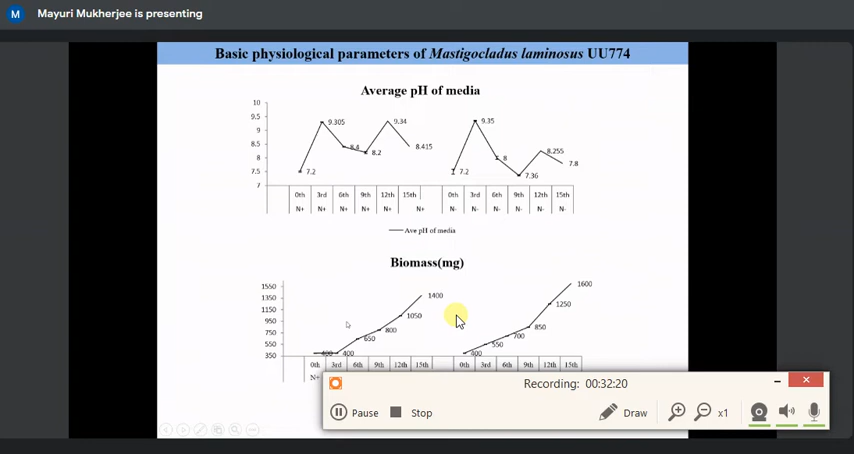 M Mayuri Mukherjee is presenting
Basic physiological parameters of Mastigocladus laminosus UU774
Average pH of media
10
9.5
9
8.5
8
7.5
7
7.2 9.305 8.4 8.2 9.34 8.415 7.2 9.35 8 7.36 8.255 7.8
0th 3rd 6th 9th 12th 15th 0th 3rd 6th 9th 12th 15th
N+ N+ N+ N+ N+ N+ N- N- N- N- N- N-
Ave pH of media
Biomass(mg)
1550
1350
1150
950
750
550
350
400 400 650 800 1050 1400 400 550 700 850 1250 1600
0th 3rd 6th 9th 12th 15th 0th 3rd 6th 9th 12th 15th
N+
Recording: 00:32:20
Pause Stop Draw x1